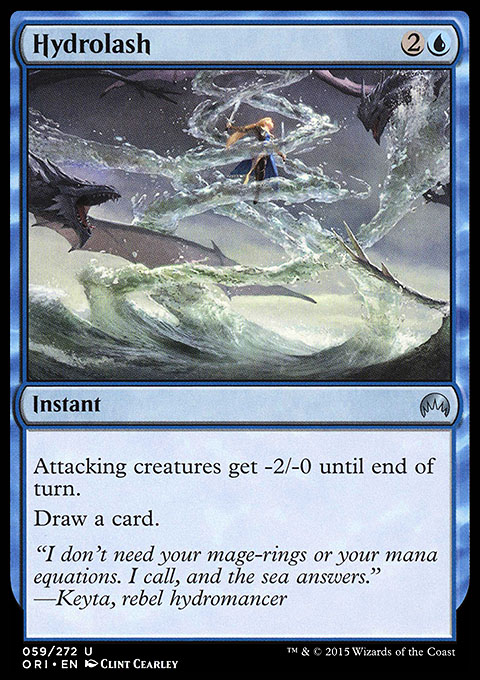 Hydrolash 2
Instant
Attacking creatures get -2/-0 until end of
turn.
Draw a card.
“I don’t need your mage-rings or your mana
equations. I call, and the sea answers.”
—Keyta, rebel hydromancer
059/272 U
ORI • EN Clint Cearley
™ & © 2015 Wizards of the Coast